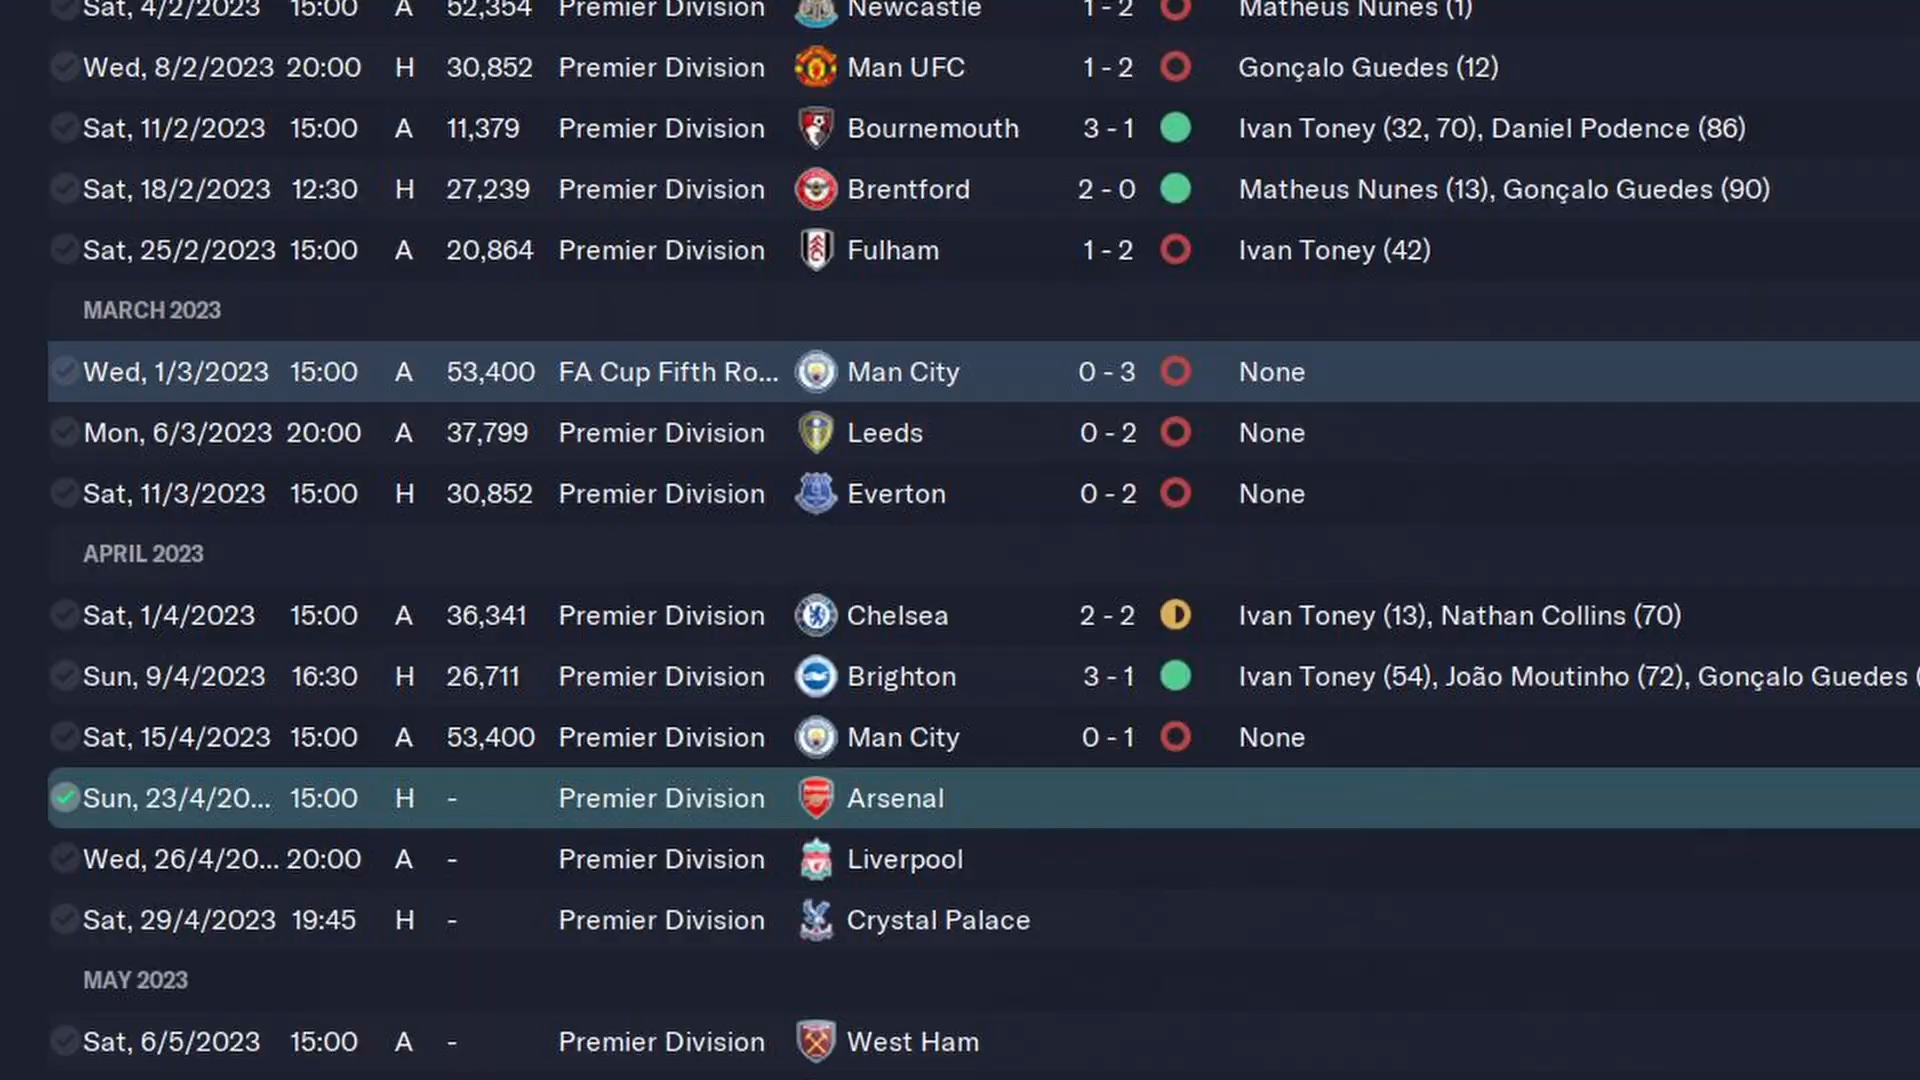 Sat, 4/2/2023 15:00 A 52,354 Premier Division Newcastle 1 - 2 Matheus Nunes (1)
Wed, 8/2/2023 20:00 H 30,852 Premier Division Man UFC 1 - 2 Gonçalo Guedes (12)
Sat, 11/2/2023 15:00 A 11,379 Premier Division Bournemouth 3 - 1 Ivan Toney (32, 70), Daniel Podence (86)
Sat, 18/2/2023 12:30 H 27,239 Premier Division Brentford 2 - 0 Matheus Nunes (13), Gonçalo Guedes (90)
Sat, 25/2/2023 15:00 A 20,864 Premier Division Fulham 1 - 2 Ivan Toney (42)
MARCH 2023
Wed, 1/3/2023 15:00 A 53,400 FA Cup Fifth Ro... Man City 0 - 3 None
Mon, 6/3/2023 20:00 A 37,799 Premier Division Leeds 0 - 2 None
Sat, 11/3/2023 15:00 H 30,852 Premier Division Everton 0 - 2 None
APRIL 2023
Sat, 1/4/2023 15:00 A 36,341 Premier Division Chelsea 2 - 2 Ivan Toney (13), Nathan Collins (70)
Sun, 9/4/2023 16:30 H 26,711 Premier Division Brighton 3 - 1 Ivan Toney (54), João Moutinho (72), Gonçalo Guedes (
Sat, 15/4/2023 15:00 A 53,400 Premier Division Man City 0 - 1 None
Sun, 23/4/20... 15:00 H - Premier Division Arsenal
Wed, 26/4/20... 20:00 A - Premier Division Liverpool
Sat, 29/4/2023 19:45 H - Premier Division Crystal Palace
MAY 2023
Sat, 6/5/2023 15:00 A - Premier Division West Ham